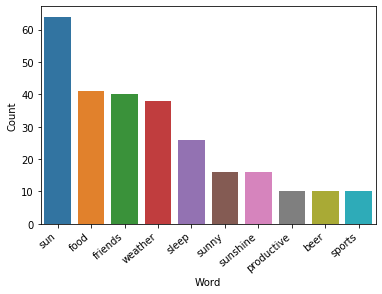 60
50
40
30
20
10
0
Count
sun
food
friends
weather
sleep
sunny
sunshine
productive
beer
sports
Word